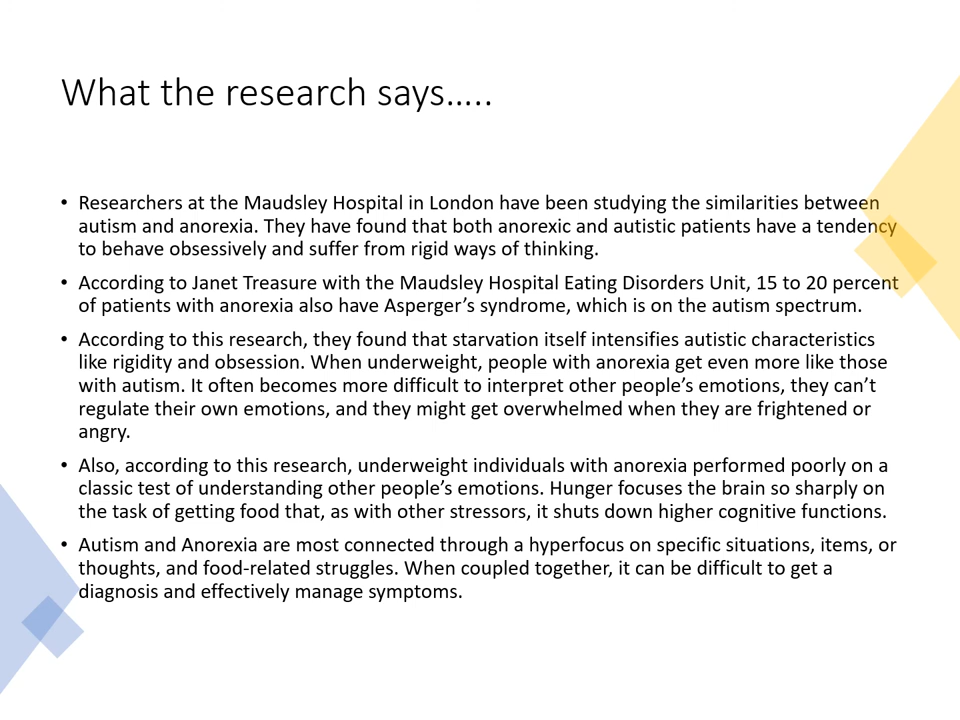 What the research says…..
• Researchers at the Maudsley Hospital in London have been studying the similarities between
autism and anorexia. They have found that both anorexic and autistic patients have a tendency
to behave obsessively and suffer from rigid ways of thinking.
• According to Janet Treasure with the Maudsley Hospital Eating Disorders Unit, 15 to 20 percent
of patients with anorexia also have Asperger’s syndrome, which is on the autism spectrum.
• According to this research, they found that starvation itself intensifies autistic characteristics
like rigidity and obsession. When underweight, people with anorexia get even more like those
with autism. It often becomes more difficult to interpret other people’s emotions, they can’t
regulate their own emotions, and they might get overwhelmed when they are frightened or
angry.
• Also, according to this research, underweight individuals with anorexia performed poorly on a
classic test of understanding other people’s emotions. Hunger focuses the brain so sharply on
the task of getting food that, as with other stressors, it shuts down higher cognitive functions.
• Autism and Anorexia are most connected through a hyperfocus on specific situations, items, or
thoughts, and food-related struggles. When coupled together, it can be difficult to get a
diagnosis and effectively manage symptoms.